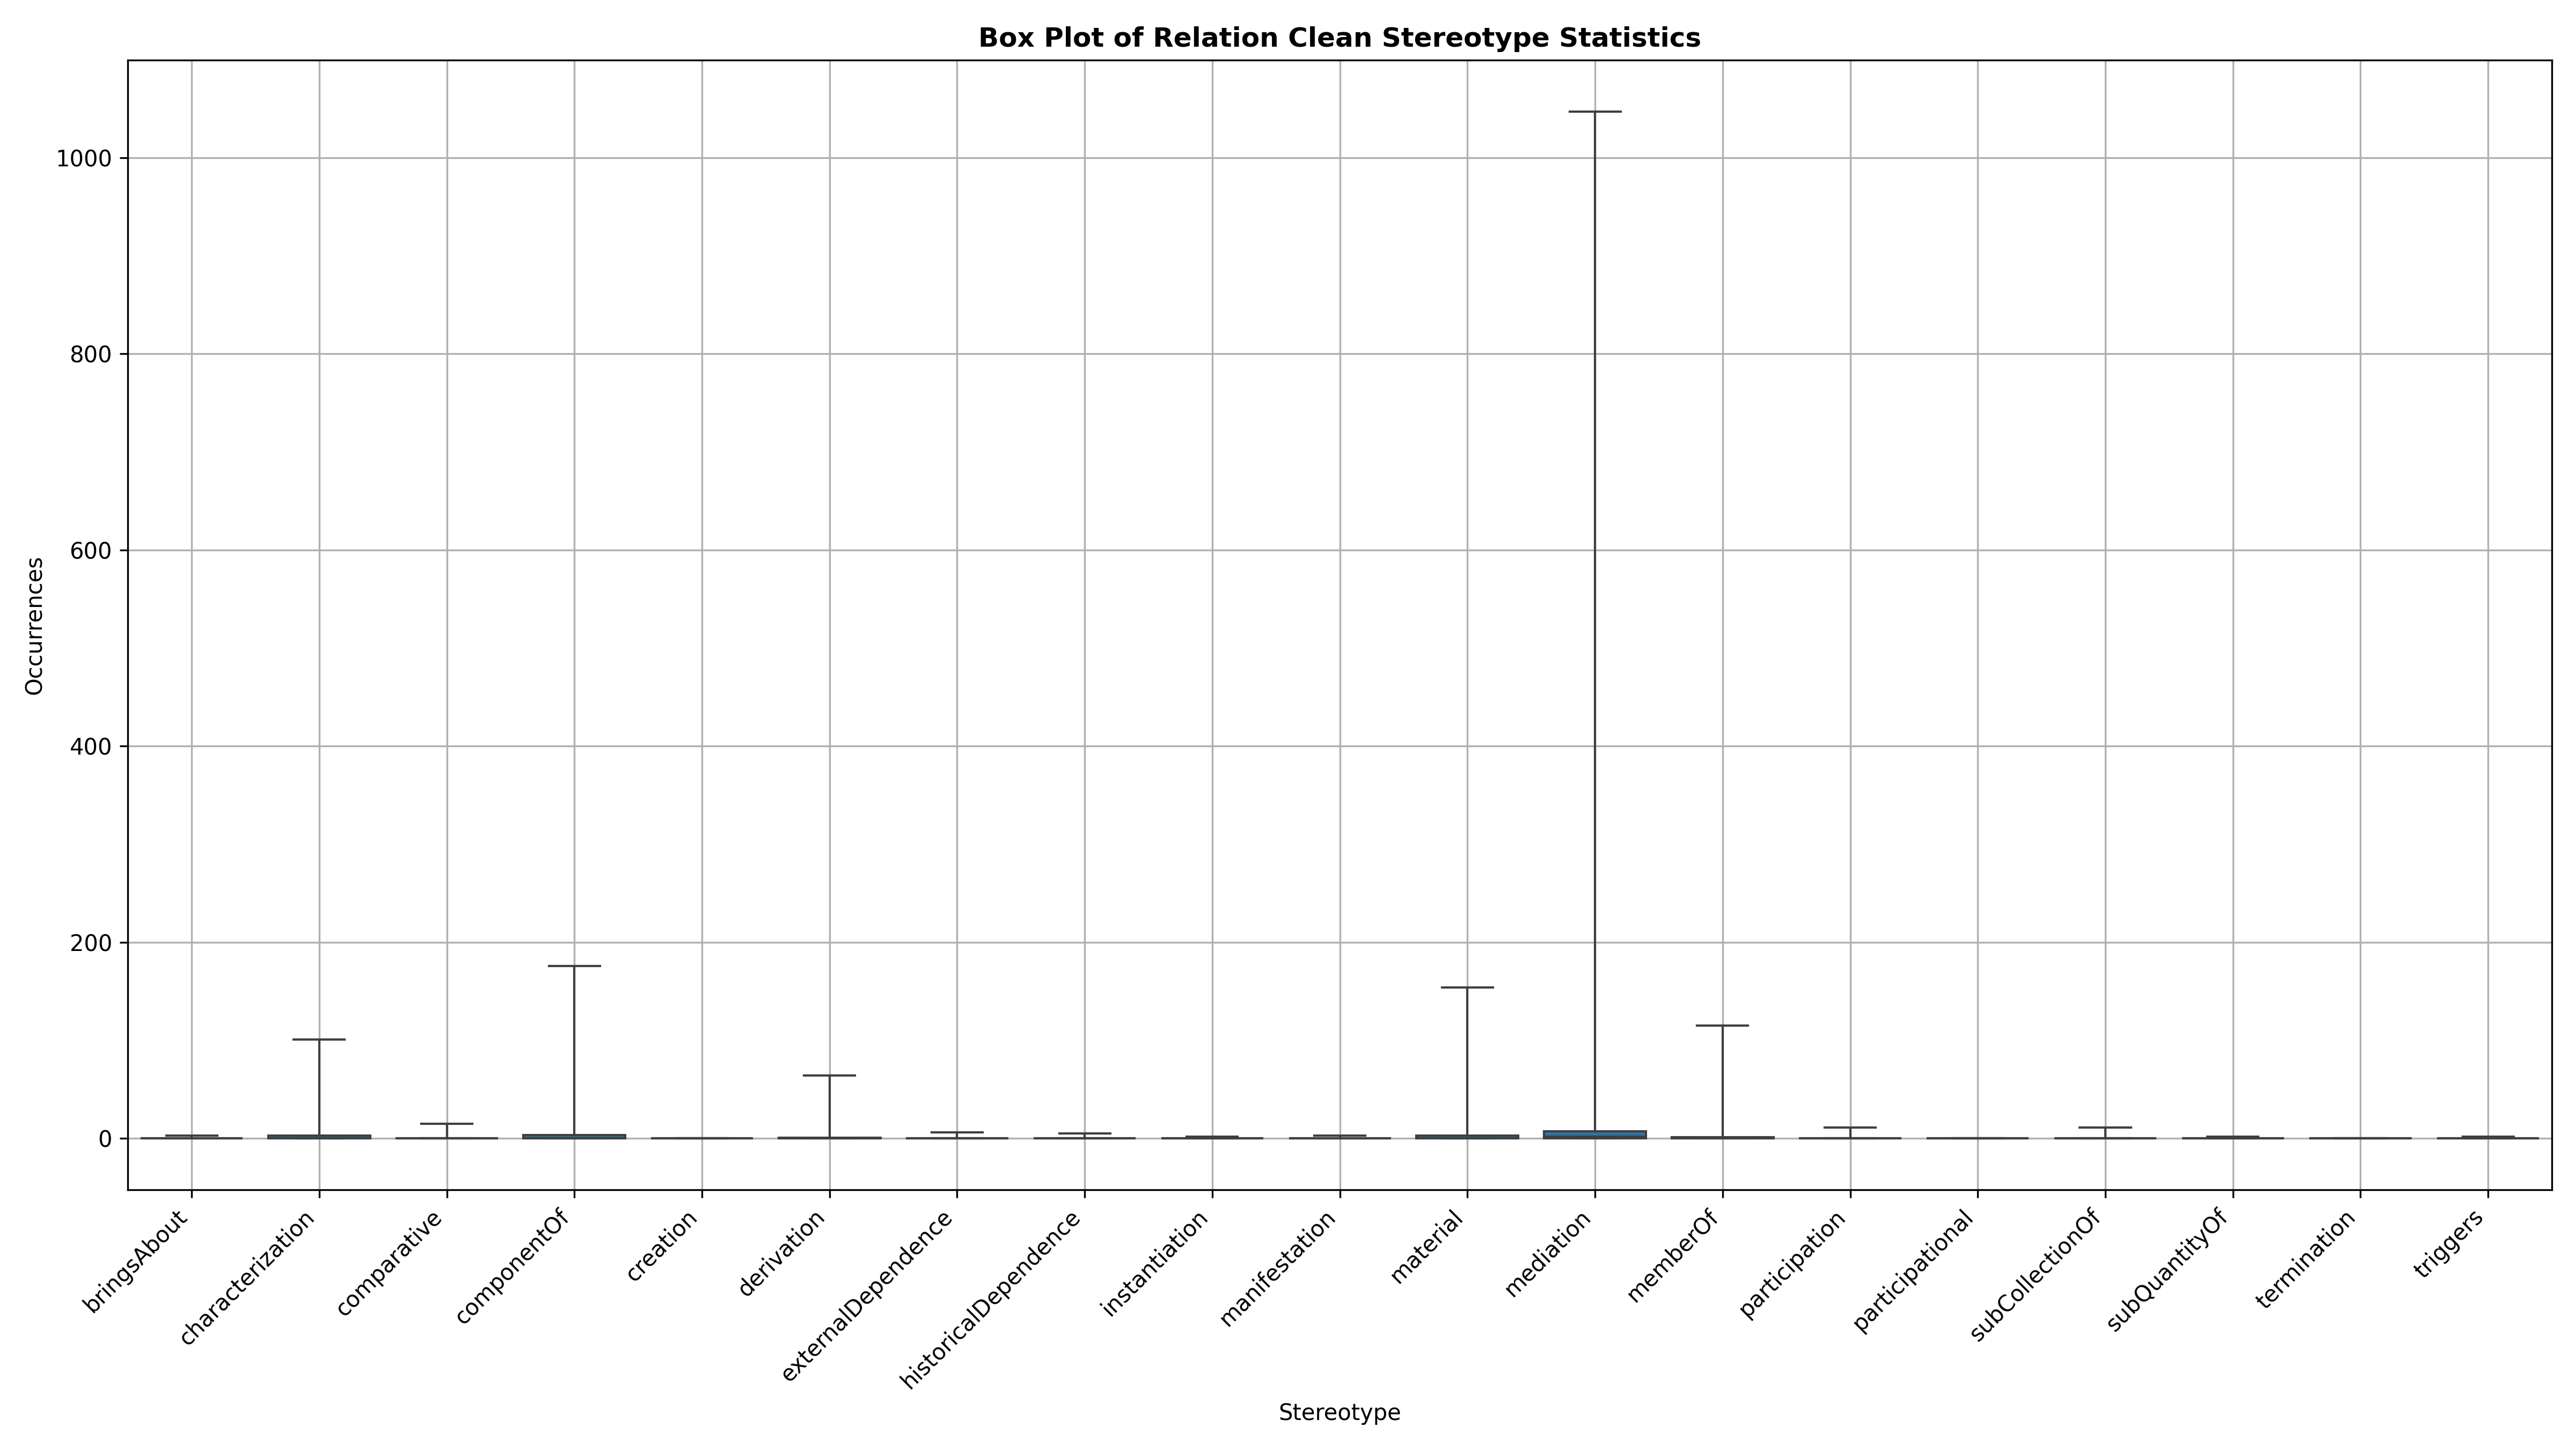 Box Plot of Relation Clean Stereotype Statistics
Occurrences
1000
800
600
400
200
0
bringsAbout
characterization
comparative
componentOf
creation
derivation
externalDependence
historicalDependence
instantiation
manifestation
material
mediation
memberOf
participation
participational
subCollectionOf
subQuantityOf
termination
triggers
Stereotype